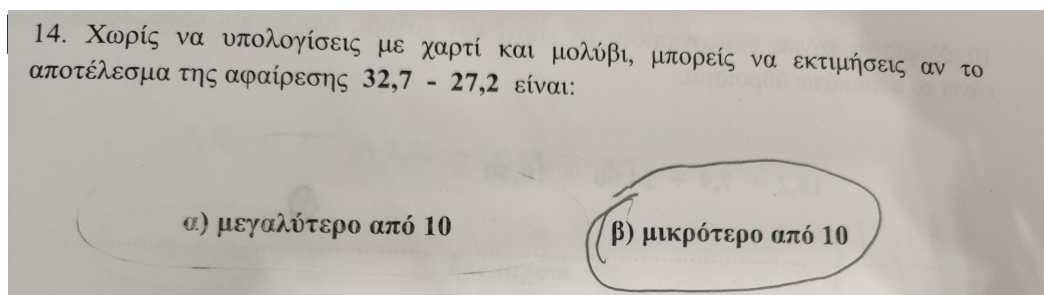 14. Χωρίς να υπολογίσεις με χαρτί και μολύβι, μπορείς να εκτιμήσεις αν το
αποτέλεσμα της αφαίρεσης 32,7 - 27,2 είναι:
α) μεγαλύτερο από 10 β) μικρότερο από 10